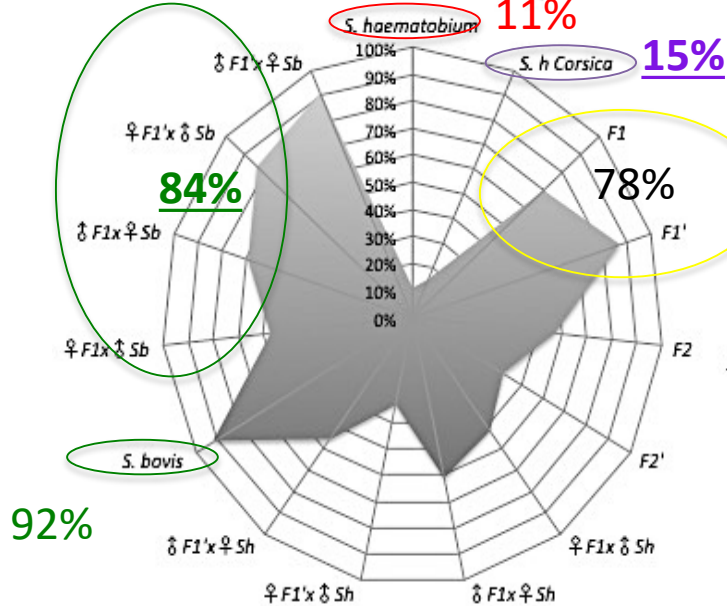 S. haematobium
11%
S. h Corsica
15%
F1
78%
F1'
F2
F2'
♀F1x♂Sh
♂F1x♀Sh
♀F1'x♂Sh
♂F1'x♀Sh
S. bovis
92%
♀F1x♂Sb
♂F1x♀Sb
84%
♀F1'x♂Sb
♂F1'x♀Sb
100%
90%
80%
70%
60%
50%
40%
30%
20%
10%
0%